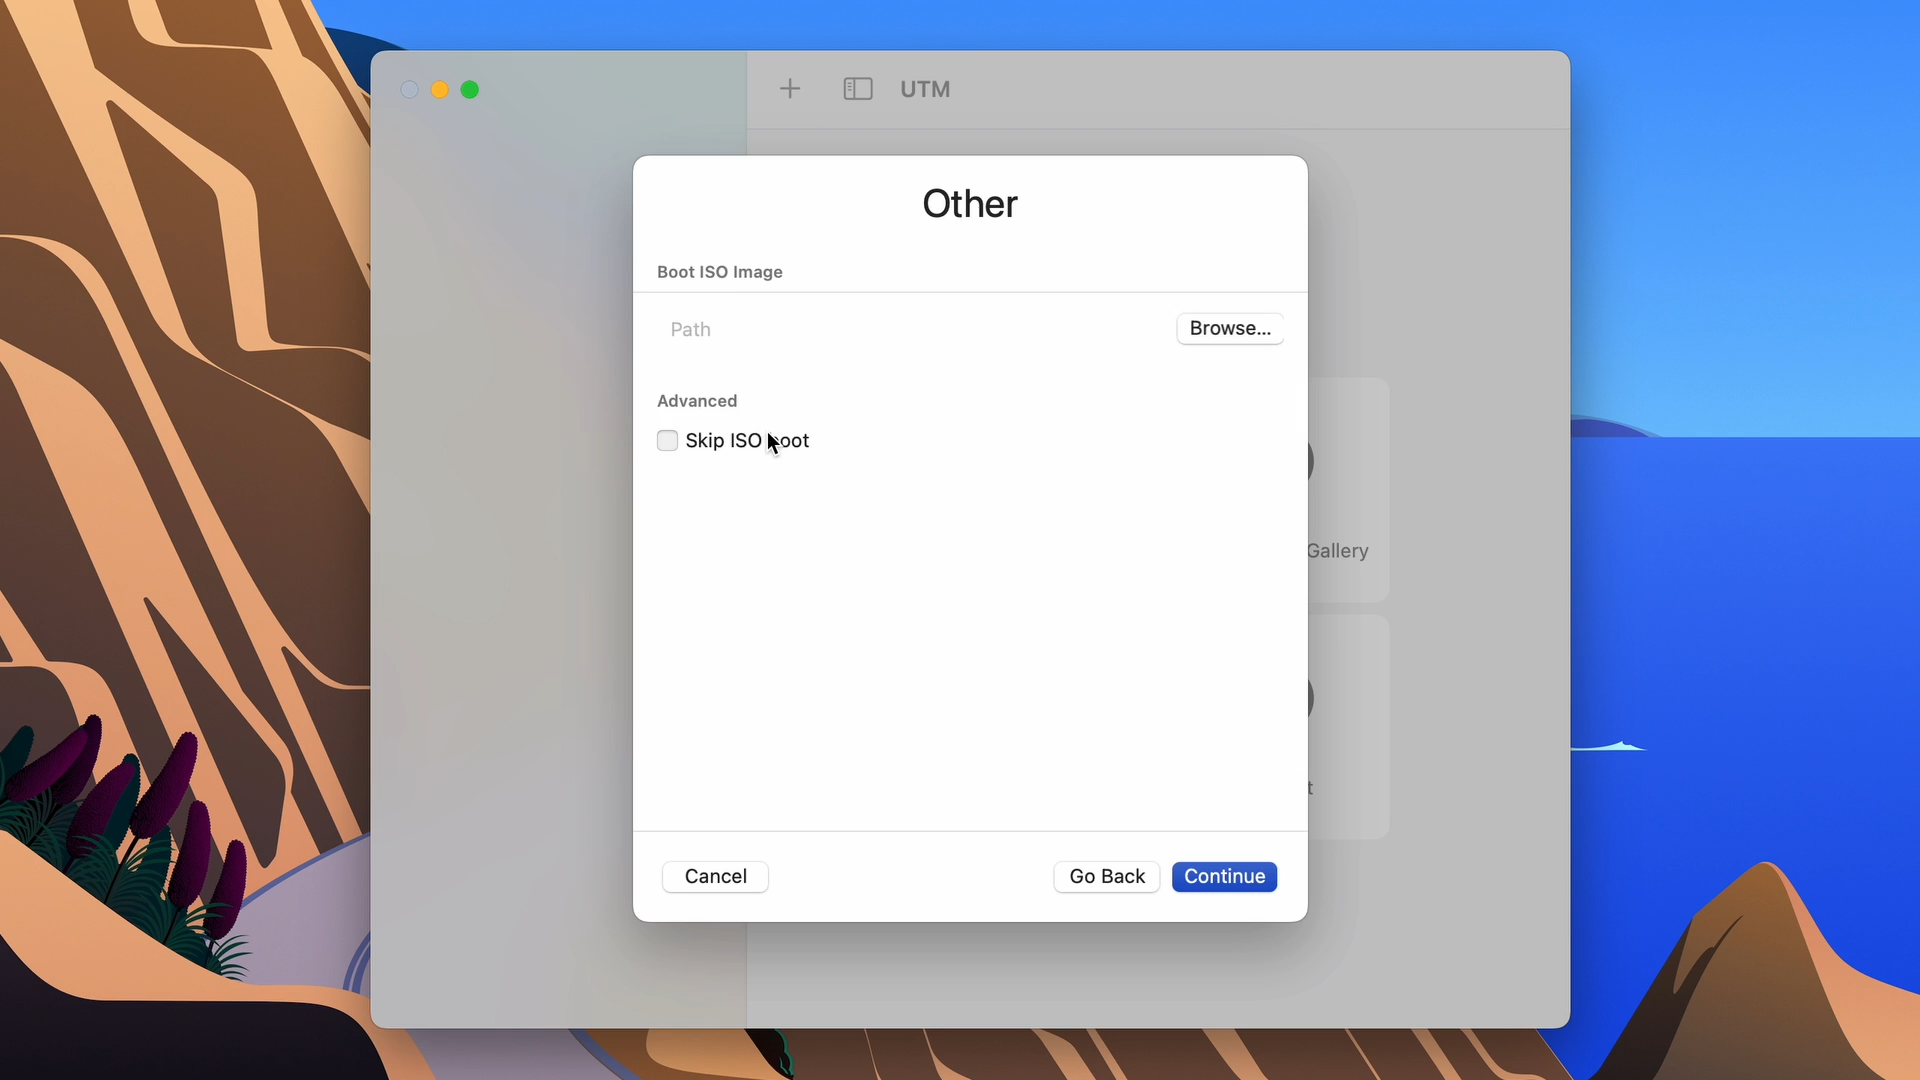 UTM
Other
Boot ISO Image
Path
Browse...
Advanced
Skip ISO boot
Gallery
t
Cancel
Go Back
Continue